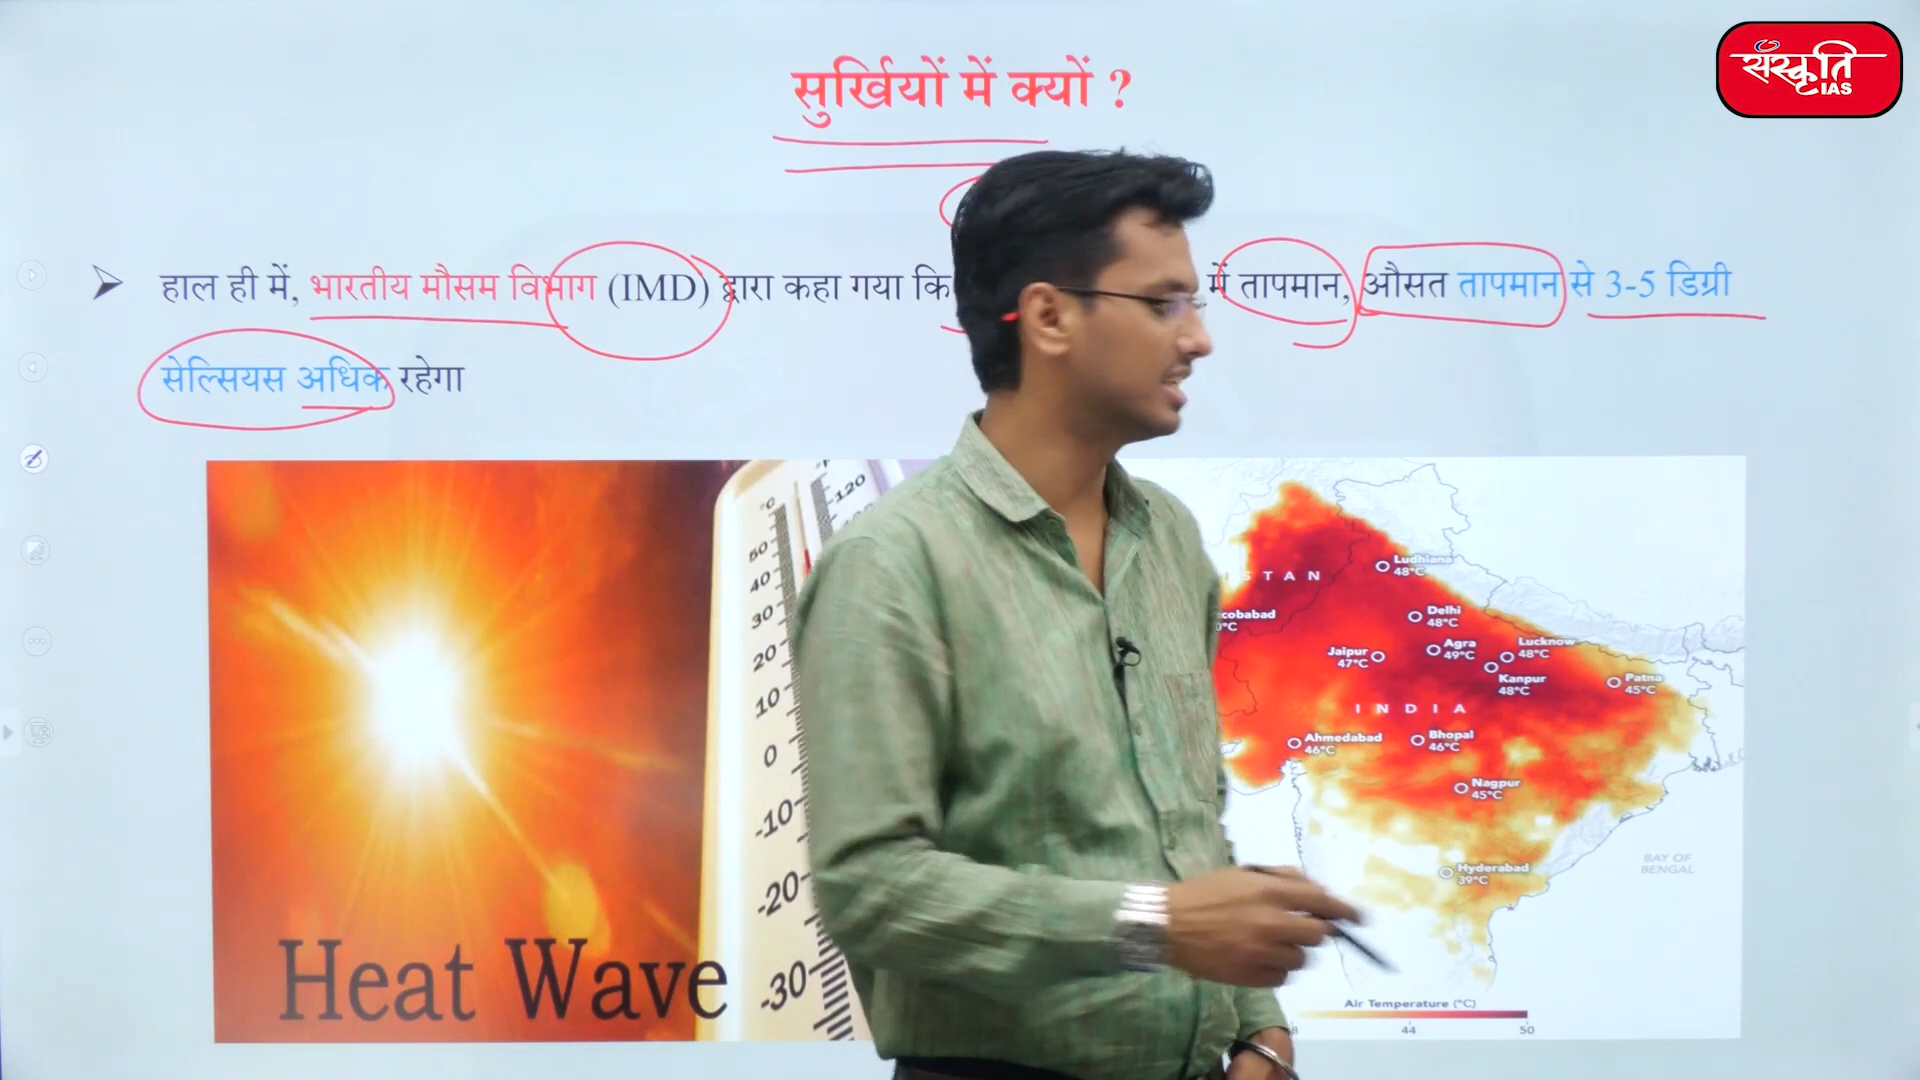 सुर्खियों में क्यों ?
संस्कृति
IAS
➤ हाल ही में, भारतीय मौसम विभाग (IMD) द्वारा कहा गया कि में तापमान, औसत तापमान से 3-5 डिग्री
सेल्सियस अधिक रहेगा
°C °F
120
50
40
30
20
10
0
-10
-20
-30
Heat Wave
Ludhiana
48°C
Delhi
48°C
Agra
49°C
Lucknow
48°C
Jaipur
47°C
Kanpur
48°C
Patna
45°C
INDIA
Ahmedabad
46°C
Bhopal
46°C
Nagpur
45°C
Hyderabad
39°C
BAY OF
BENGAL
Air Temperature (°C)
44 50